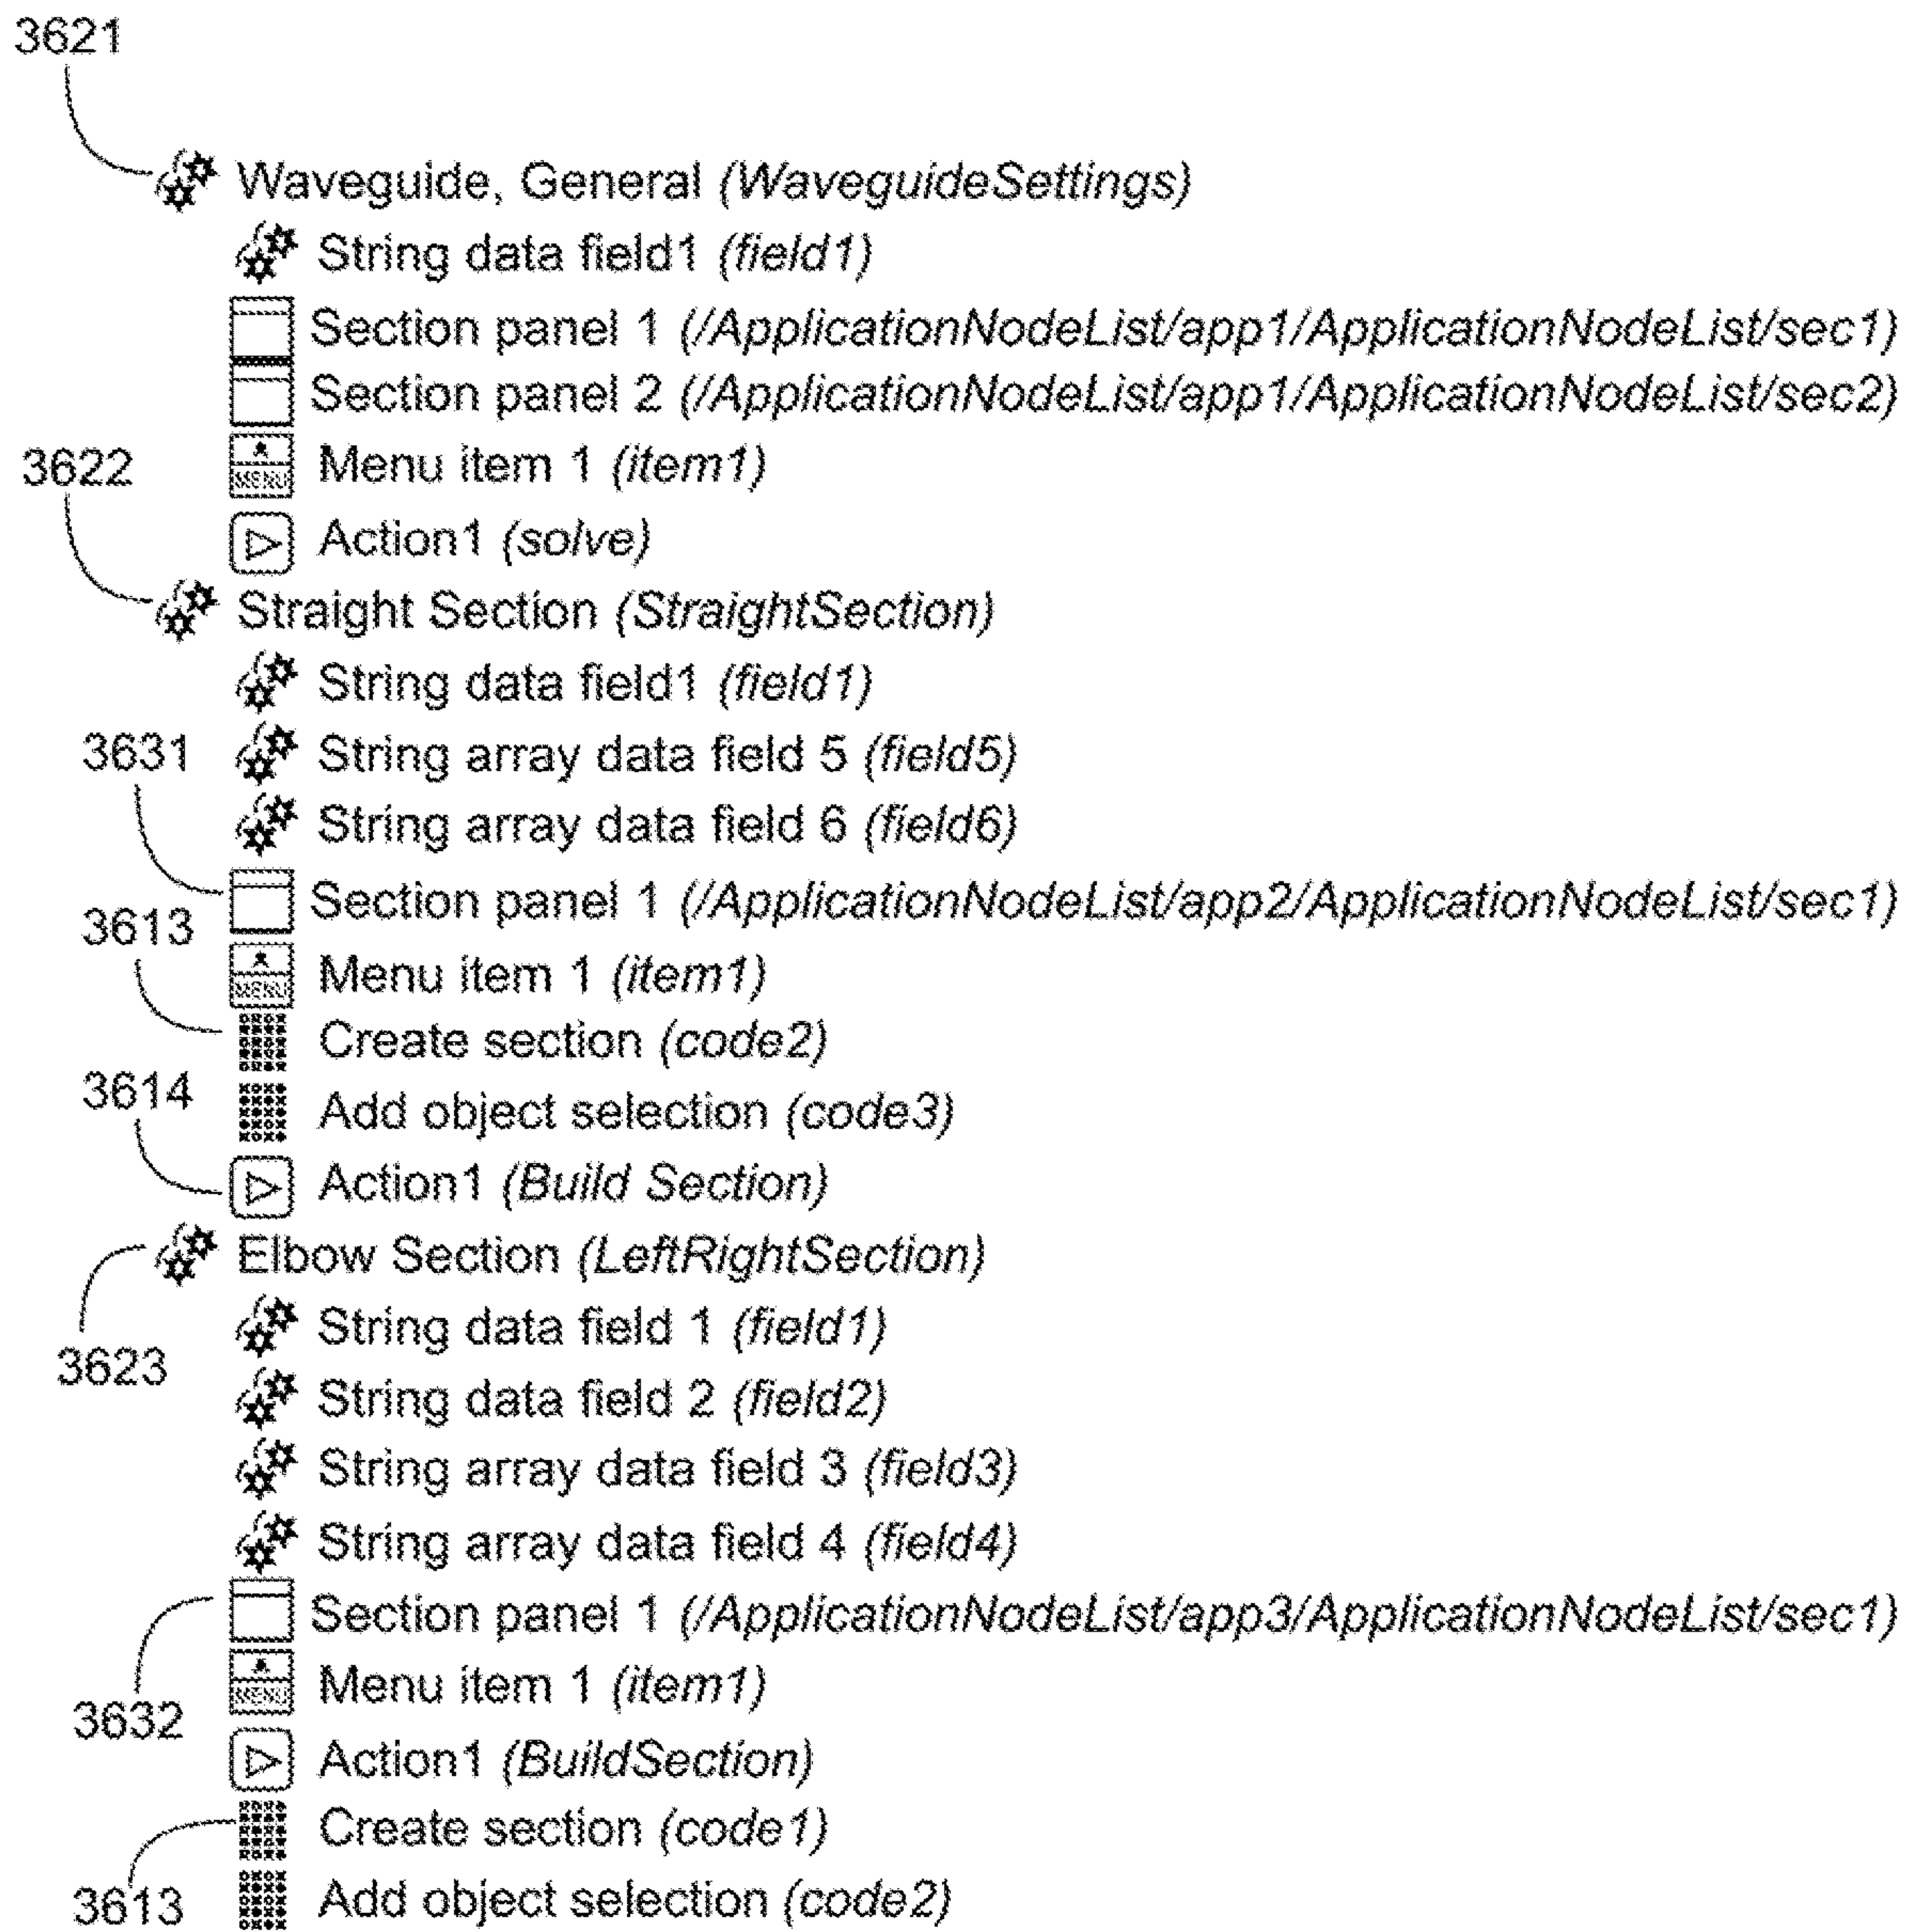 3621
Waveguide, General (WaveguideSettings)
String data field1 (field1)
Section panel 1 (/ApplicationNodeList/app1/ApplicationNodeList/sec1)
Section panel 2 (/ApplicationNodeList/app1/ApplicationNodeList/sec2)
3622
MENU Menu item 1 (item1)
Action1 (solve)
Straight Section (StraightSection)
String data field1 (field1)
3631
String array data field 5 (field5)
String array data field 6 (field6)
Section panel 1 (/ApplicationNodeList/app2/ApplicationNodeList/sec1)
3613
MENU Menu item 1 (item1)
Create section (code2)
3614
Add object selection (code3)
Action1 (Build Section)
Elbow Section (LeftRightSection)
String data field 1 (field1)
3623
String data field 2 (field2)
String array data field 3 (field3)
String array data field 4 (field4)
Section panel 1 (/ApplicationNodeList/app3/ApplicationNodeList/sec1)
MENU Menu item 1 (item1)
3632
Action1 (BuildSection)
Create section (code1)
3613
Add object selection (code2)